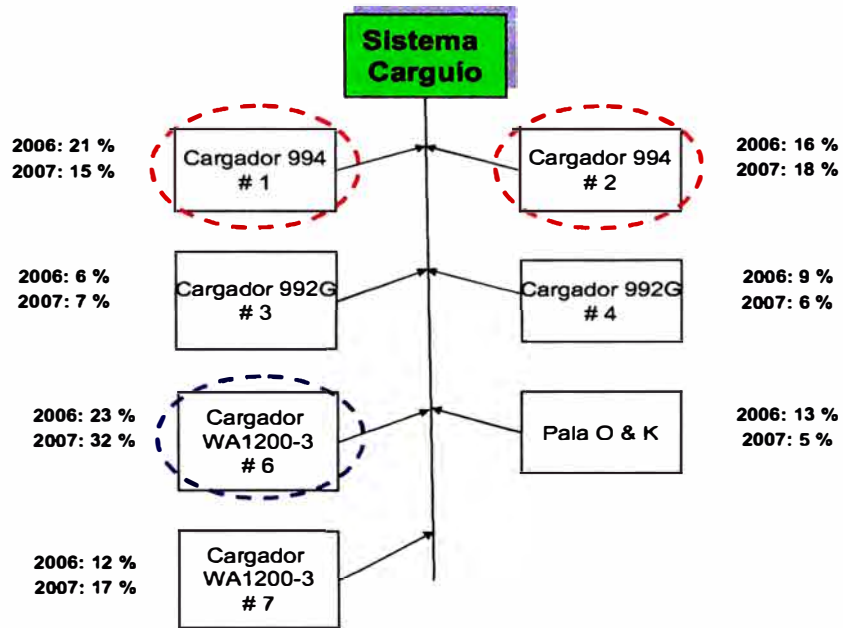 Sistema
Carguío
2006: 21 %
2007: 15 %
Cargador 994
# 1
Cargador 994
# 2
2006: 16 %
2007: 18 %
2006: 6 %
2007: 7 %
Cargador 992G
# 3
Cargador 992G
# 4
2006: 9 %
2007: 6 %
2006: 23 %
2007: 32 %
Cargador
WA1200-3
# 6
Pala O & K
2006: 13 %
2007: 5 %
2006: 12 %
2007: 17 %
Cargador
WA1200-3
# 7